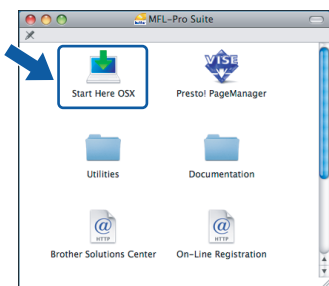 MFL-Pro Suite
VISE
Start Here OSX
Presto! PageManager
Utilities
Documentation
@
HTTP
@
HTTP
Brother Solutions Center
On-Line Registration